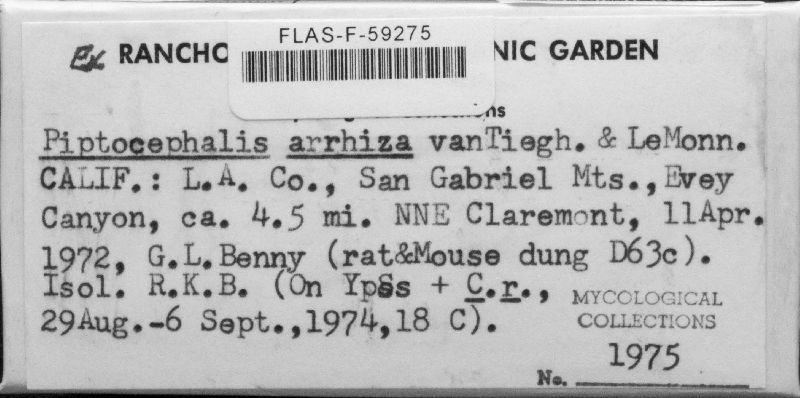 FLAS-F-59275
Ex RANCHO NIC GARDEN
Piptocephalis arrhiza vanTiegh. & LeMonn.
CALIF.: L.A. Co., San Gabriel Mts., Evey
Canyon, ca. 4.5 mi. NNE Claremont, 11Apr.
1972, G.L.Benny (rat&Mouse dung D63c).
Isol. R.K.B. (On YpSs + C.r.,
29Aug.-6 Sept.,1974,18 C).
MYCOLOGICAL
COLLECTIONS
1975
No.